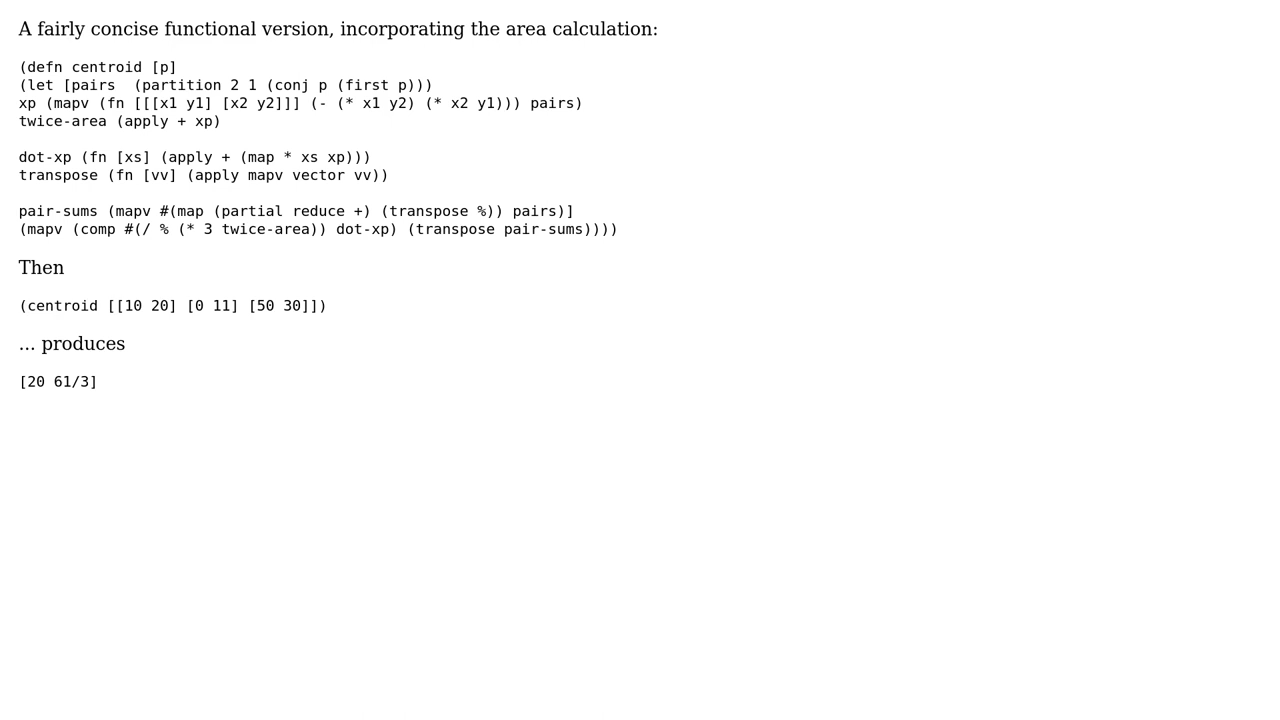 A fairly concise functional version, incorporating the area calculation:
(defn centroid [p]
(let [pairs  (partition 2 1 (conj p (first p)))
xp (mapv (fn [[[x1 y1] [x2 y2]]] (- (* x1 y2) (* x2 y1))) pairs)
twice-area (apply + xp)
dot-xp (fn [xs] (apply + (map * xs xp)))
transpose (fn [vv] (apply mapv vector vv))
pair-sums (mapv #(map (partial reduce +) (transpose %)) pairs)]
(mapv (comp #(/ % (* 3 twice-area)) dot-xp) (transpose pair-sums))))
Then
(centroid [[10 20] [0 11] [50 30]])
... produces
[20 61/3]